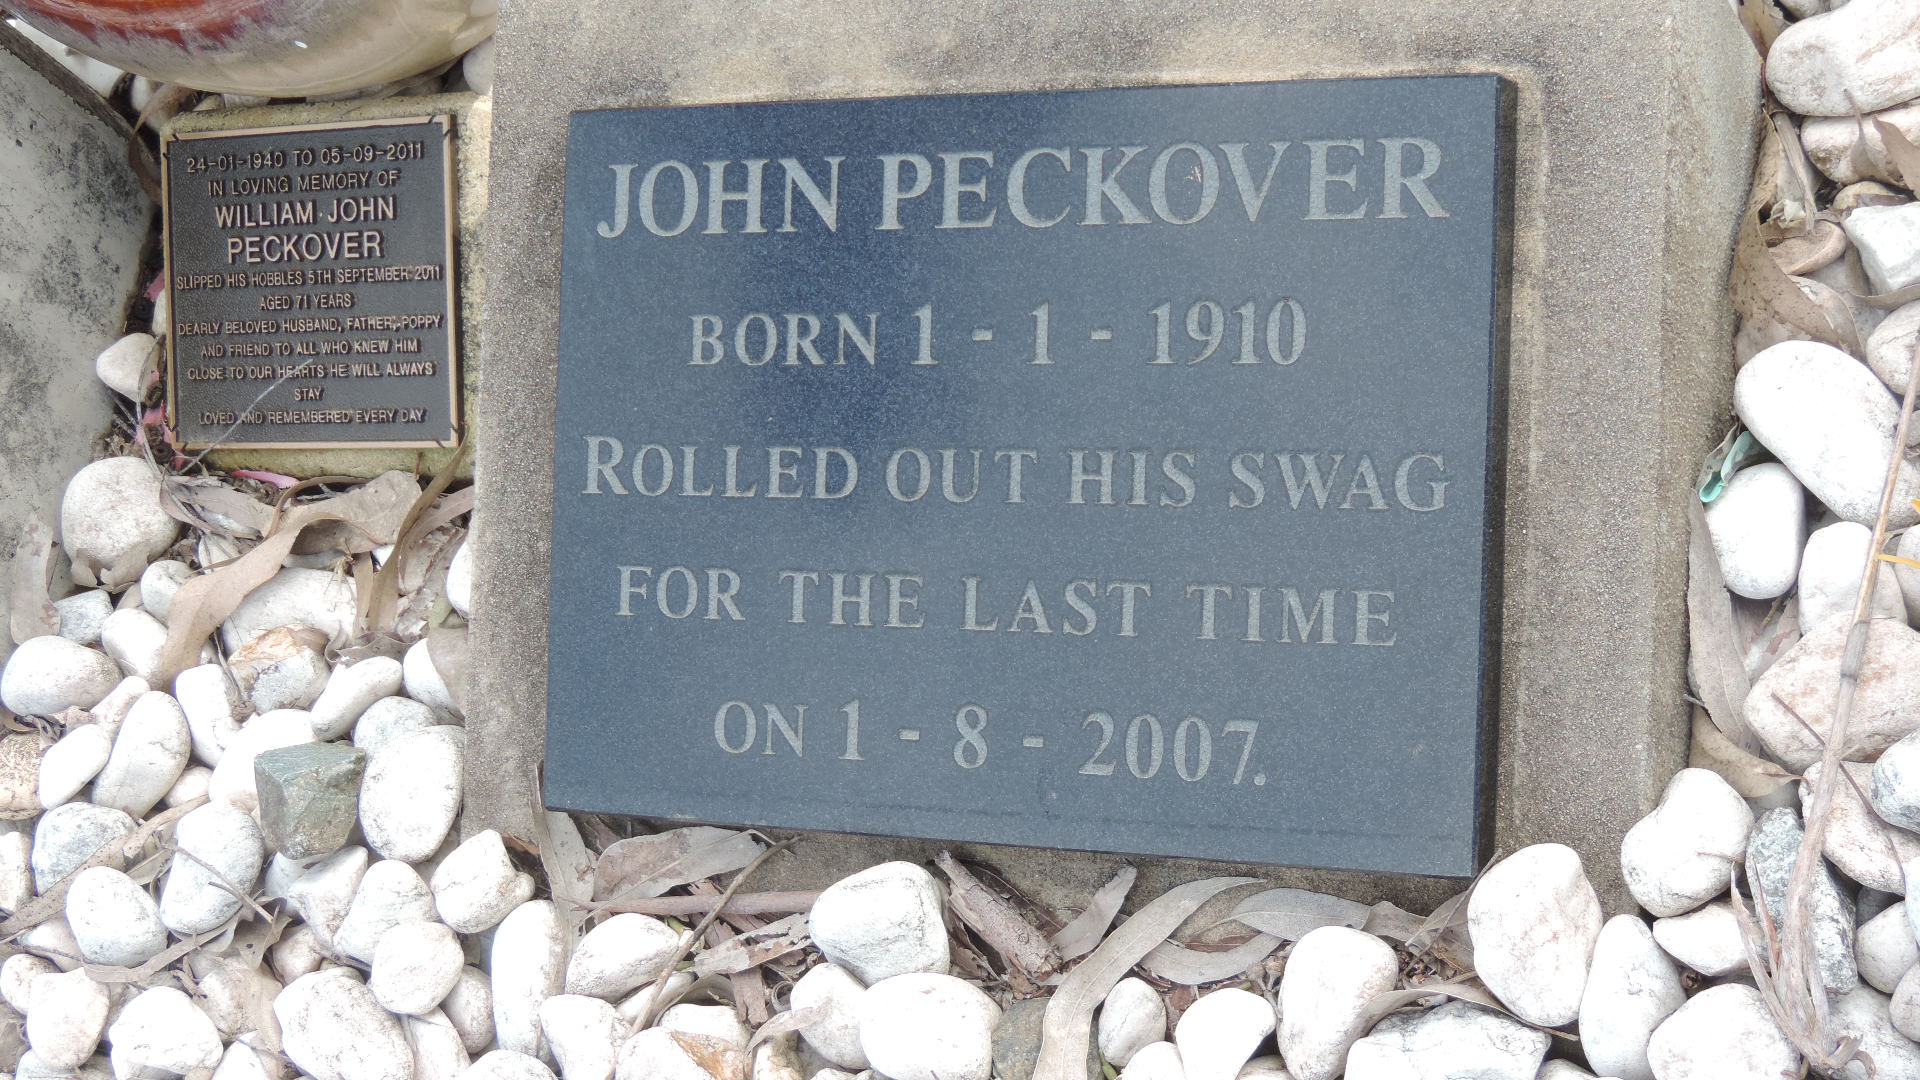 24-01-1940 TO 05-09-2011
IN LOVING MEMORY OF
WILLIAM JOHN
PECKOVER
SLIPPED HIS HOBBLES 5TH SEPTEMBER 2011
AGED 71 YEARS
DEARLY BELOVED HUSBAND, FATHER, POPPY
AND FRIEND TO ALL WHO KNEW HIM
CLOSE TO OUR HEARTS HE WILL ALWAYS
STAY
LOVED AND REMEMBERED EVERY DAY
JOHN PECKOVER
BORN 1 - 1 - 1910
ROLLED OUT HIS SWAG
FOR THE LAST TIME
ON 1 - 8 - 2007.